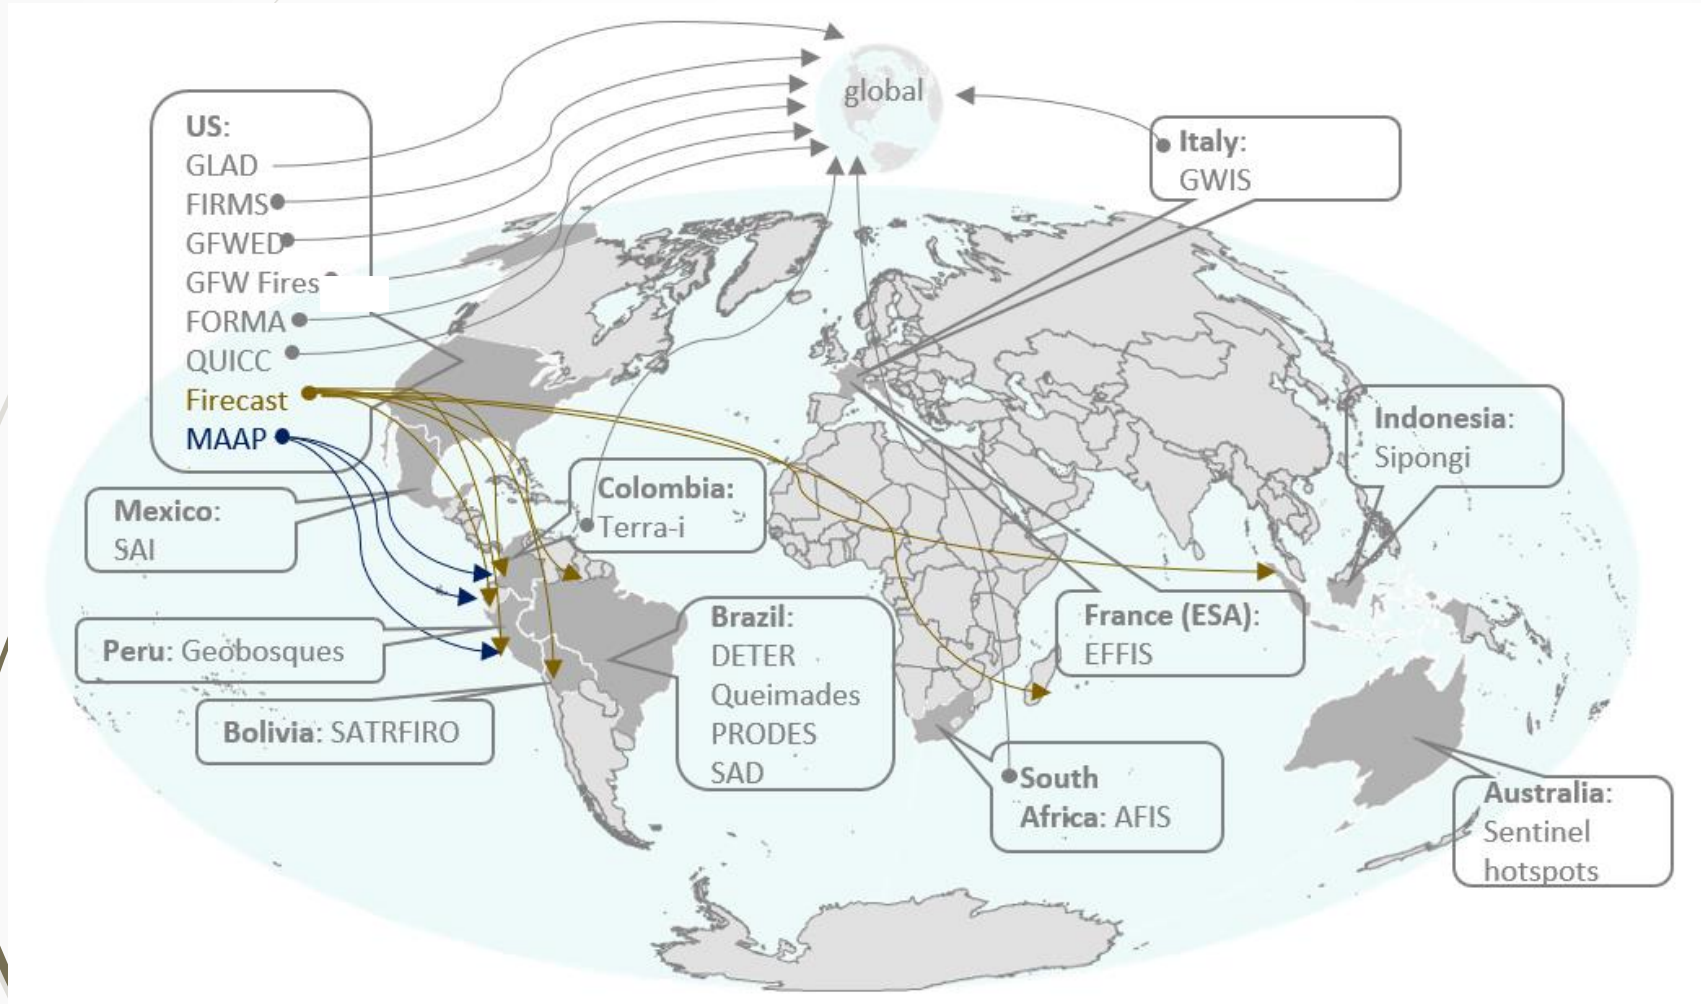 global
US:
GLAD
FIRMS
GFWED
GFW Fires
FORMA
QUICC
Firecast
MAAP
Italy:
GWIS
Indonesia:
Sipongi
Colombia:
Terra-i
Mexico:
SAI
Peru: Geobosques
Bolivia: SATRFIRO
Brazil:
DETER
Queimades
PRODES
SAD
France (ESA):
EFFIS
South
Africa: AFIS
Australia:
Sentinel
hotspots